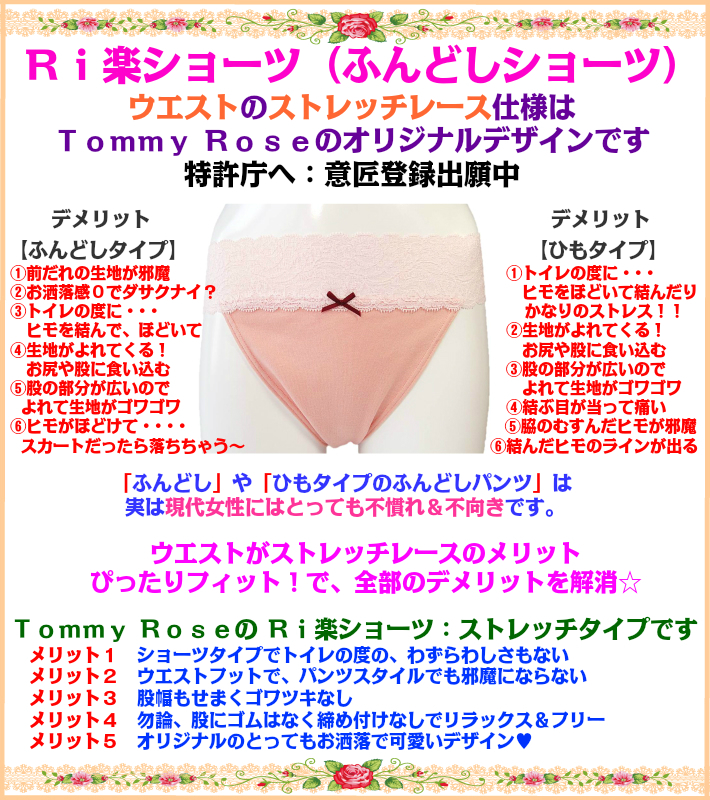 Ｒｉ楽ショーツ（ふんどしショーツ）
ウエストのストレッチレース仕様は
Ｔｏｍｍｙ Ｒｏｓｅのオリジナルデザインです
特許庁へ：意匠登録出願中
デメリット
【ふんどしタイプ】
①前だれの生地が邪魔
②お洒落感０でダサクナイ？
③トイレの度に・・・
ヒモを結んで、ほどいて
④生地がよれてくる！
お尻や股に食い込む
⑤股の部分が広いので
よれて生地がゴワゴワ
⑥ヒモがほどけて・・・・
スカートだったら落ちちゃう～
デメリット
【ひもタイプ】
①トイレの度に・・・
ヒモをほどいて結んだり
かなりのストレス！！
②生地がよれてくる！
お尻や股に食い込む
③股の部分が広いので
よれて生地がゴワゴワ
④結ぶ目が当って痛い
⑤脇のむすんだヒモが邪魔
⑥結んだヒモのラインが出る
「ふんどし」や「ひもタイプのふんどしパンツ」は
実は現代女性にはとっても不慣れ＆不向きです。
ウエストがストレッチレースのメリット
ぴったりフィット！で、全部のデメリットを解消☆
Ｔｏｍｍｙ Ｒｏｓｅの Ｒｉ楽ショーツ：ストレッチタイプです
メリット１ ショーツタイプでトイレの度の、わずらわしさもない
メリット２ ウエストフットで、パンツスタイルでも邪魔にならない
メリット３ 股幅もせまくゴワツキなし
メリット４ 勿論、股にゴムはなく締め付けなしでリラックス＆フリー
メリット５ オリジナルのとってもお洒落で可愛いデザイン♥